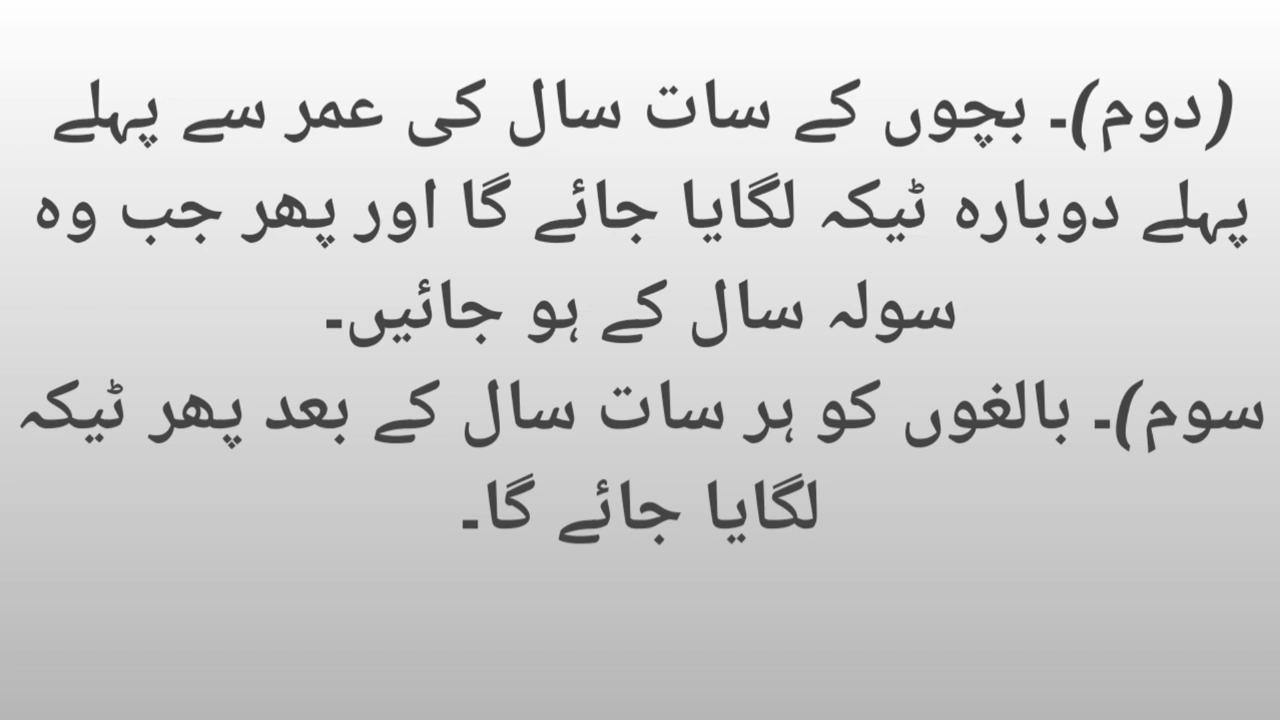 (دوم)۔ بچوں کے سات سال کی عمر سے پہلے
پہلے دوبارہ ٹیکہ لگایا جائے گا اور پھر جب وہ
سولہ سال کے ہو جائیں۔
سوم)۔ بالغوں کو ہر سات سال کے بعد پھر ٹیکہ
لگایا جائے گا۔